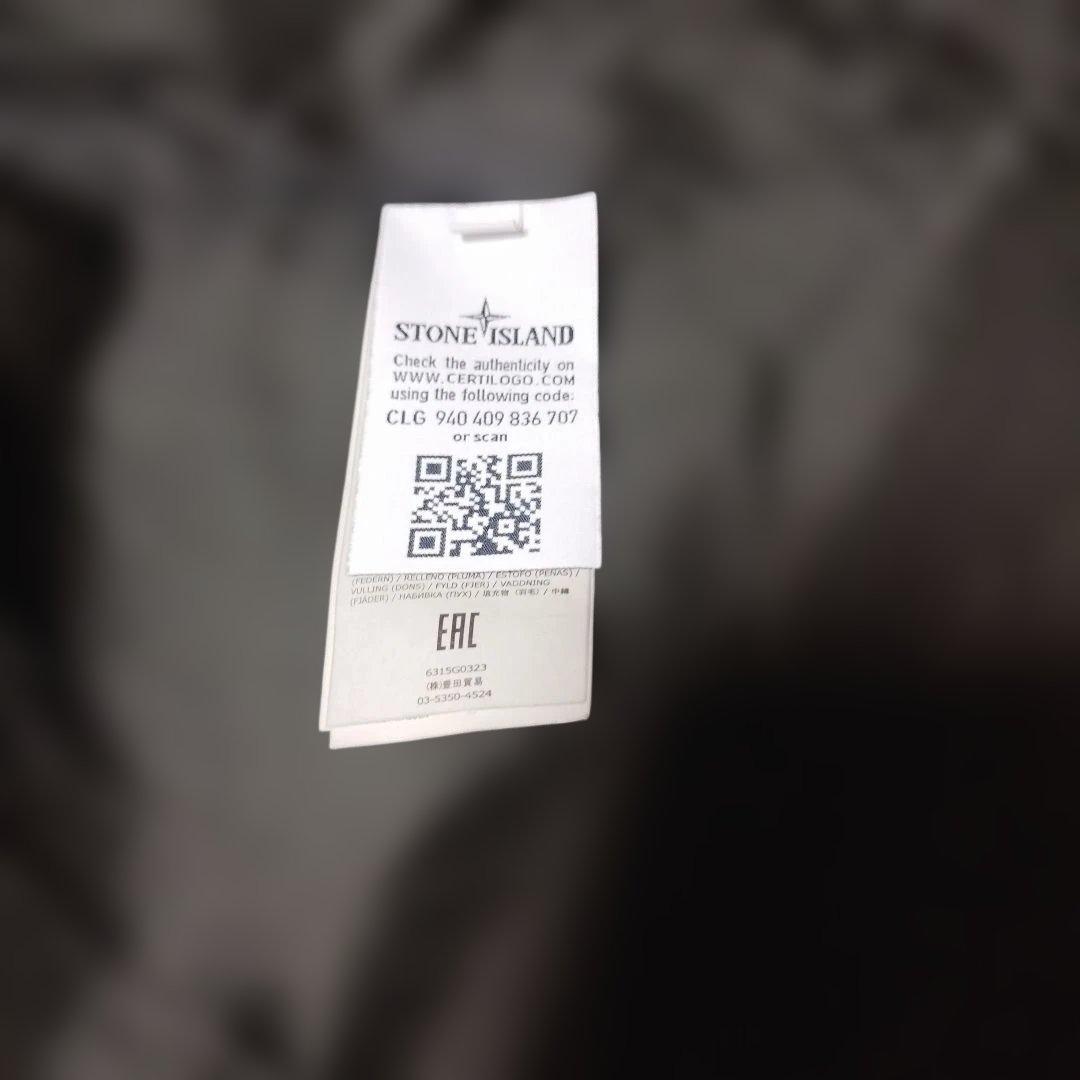 STONE ISLAND
Check the authenticity on
WWW.CERTILOGO.COM
using the following code:
CLG 940 409 836 707
or scan
(FEDERN) / RELLENO (PLUMA) / ESTOFO (PENAS) /
VULLING (DONS) / FYLD (FJER) / VADDNING
(FJÄDER) / НАБИВКА (ПУХ) / 填充物 (羽毛) / 中綿
EAC
6315G0323
(株)豊田貿易
03-5350-4524